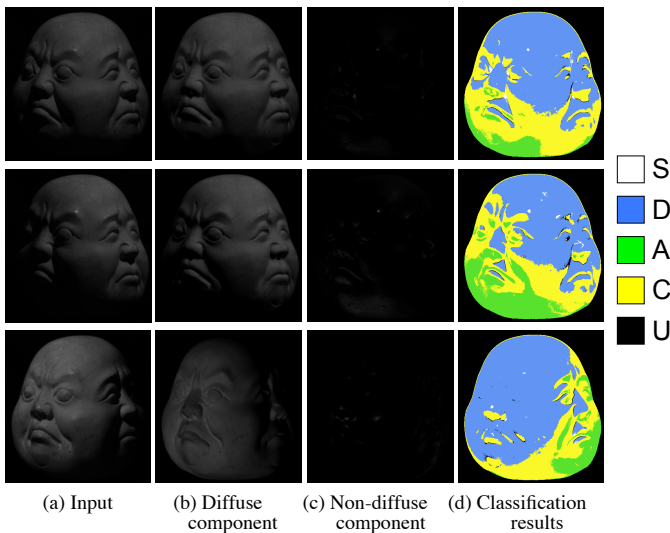 S
D
A
C
U
(a) Input
(b) Diffuse
component
(c) Non-diffuse
component
(d) Classification
results